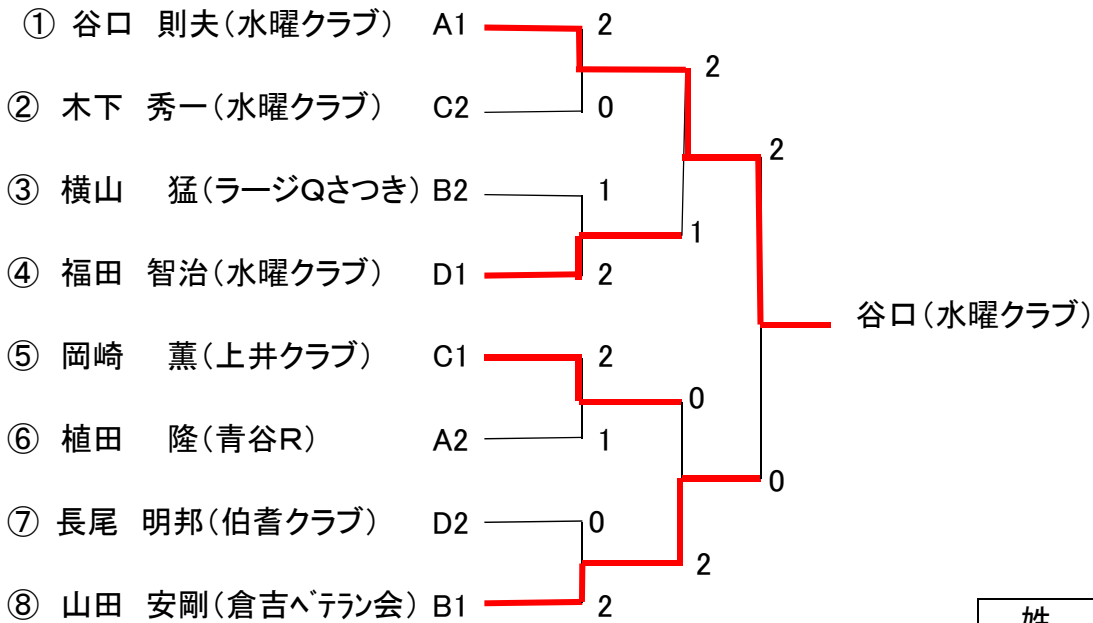 ① 谷口 則夫(水曜クラブ) A1 2
2
② 木下 秀一(水曜クラブ) C2 0
2
③ 横山 猛(ラージQさつき) B2 1
1
④ 福田 智治(水曜クラブ) D1 2
谷口(水曜クラブ)
⑤ 岡崎 薫(上井クラブ) C1 2
0
⑥ 植田 隆(青谷R) A2 1
0
⑦ 長尾 明邦(伯耆クラブ) D2 0
2
⑧ 山田 安剛(倉吉ベテラン会) B1 2